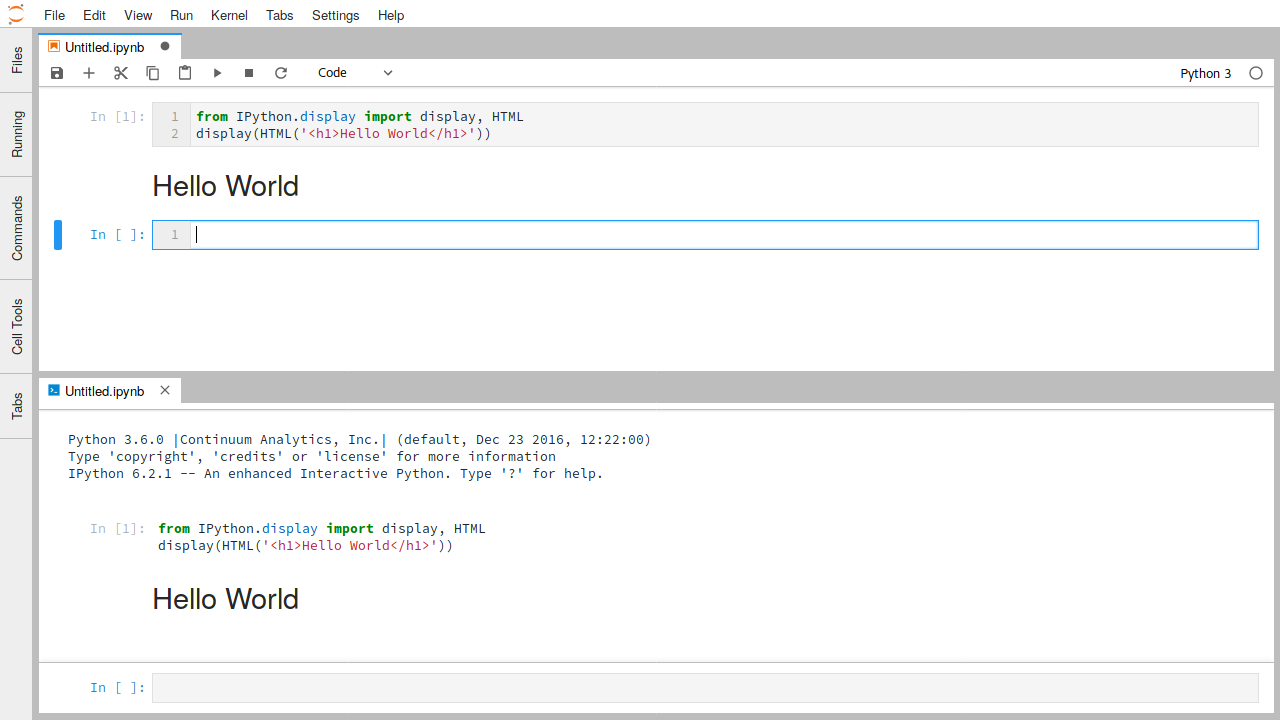 File Edit View Run Kernel Tabs Settings Help
Files
Running
Commands
Cell Tools
Tabs
Untitled.ipynb
Code
Python 3
In [1]:
1 from IPython.display import display, HTML
2 display(HTML('<h1>Hello World</h1>'))
Hello World
In [ ]:
1
Untitled.ipynb
Python 3.6.0 |Continuum Analytics, Inc.| (default, Dec 23 2016, 12:22:00)
Type 'copyright', 'credits' or 'license' for more information
IPython 6.2.1 -- An enhanced Interactive Python. Type '?' for help.
In [1]:
from IPython.display import display, HTML
display(HTML('<h1>Hello World</h1>'))
Hello World
In [ ]: